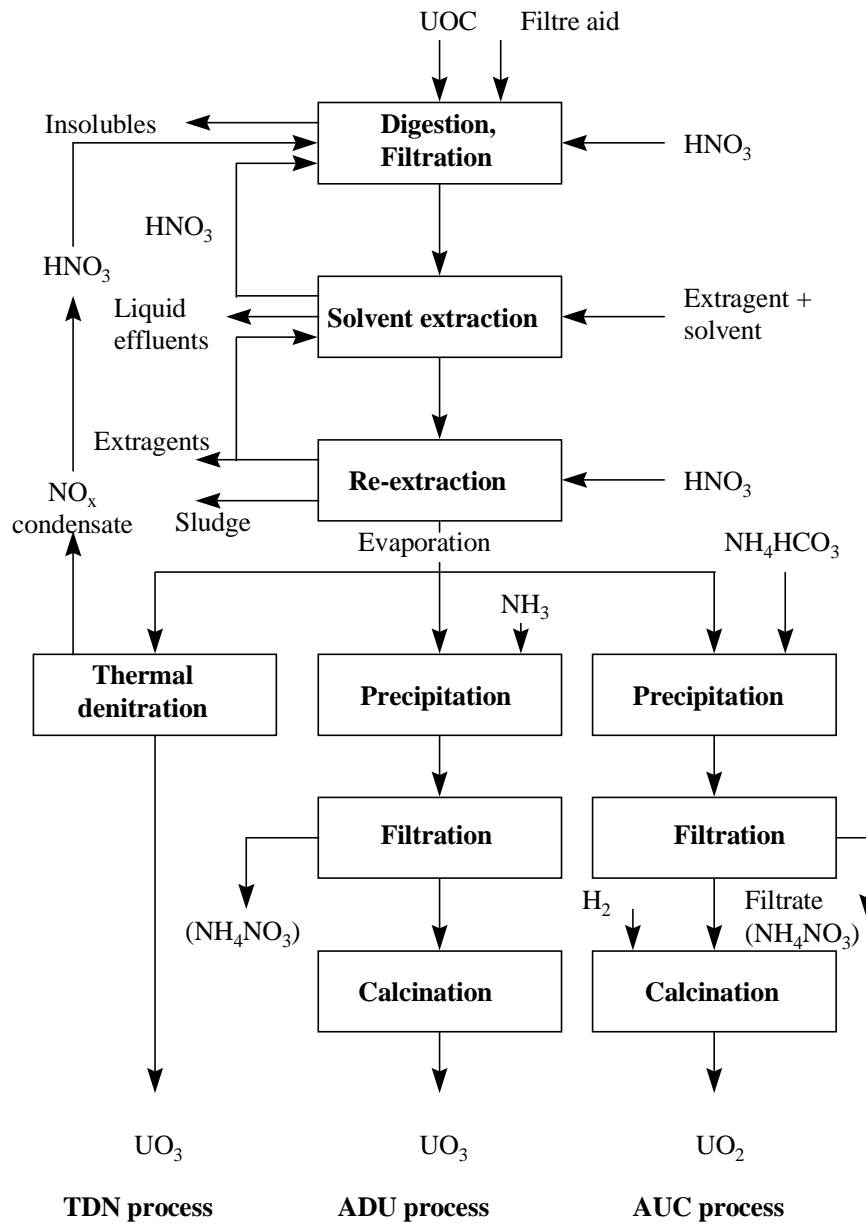 UOC
Filtre aid
Insolubles
Digestion,
Filtration
HNO₃
HNO₃
HNO₃
Liquid
effluents
Solvent extraction
Extragent +
solvent
Extragents
Re-extraction
HNO₃
NOₓ
condensate
Sludge
Evaporation
NH₄HCO₃
NH₃
Thermal
denitration
Precipitation
Precipitation
Filtration
Filtration
(NH₄NO₃)
H₂
Filtrate
(NH₄NO₃)
Calcination
Calcination
UO₃
UO₃
UO₂
TDN process
ADU process
AUC process